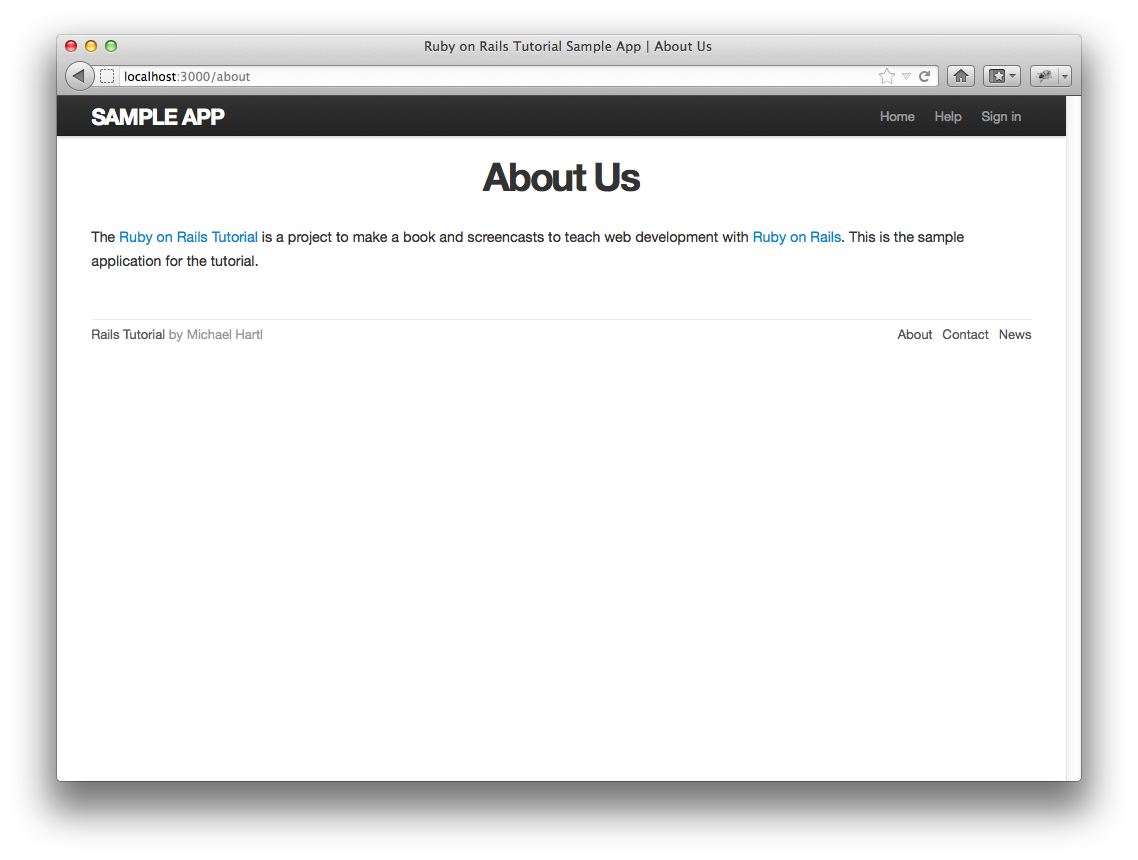 Ruby on Rails Tutorial Sample App | About Us
localhost:3000/about
SAMPLE APP
Home Help Sign in
About Us
The Ruby on Rails Tutorial is a project to make a book and screencasts to teach web development with Ruby on Rails. This is the sample
application for the tutorial.
Rails Tutorial by Michael Hartl
About Contact News